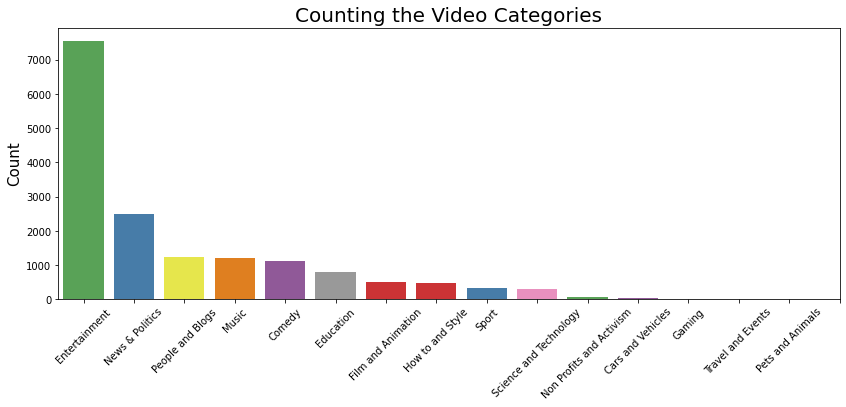 Counting the Video Categories
Count
7000
6000
5000
4000
3000
2000
1000
0
Entertainment
News & Politics
People and Blogs
Music
Comedy
Education
Film and Animation
How to and Style
Sport
Science and Technology
Non Profits and Activism
Cars and Vehicles
Gaming
Travel and Events
Pets and Animals